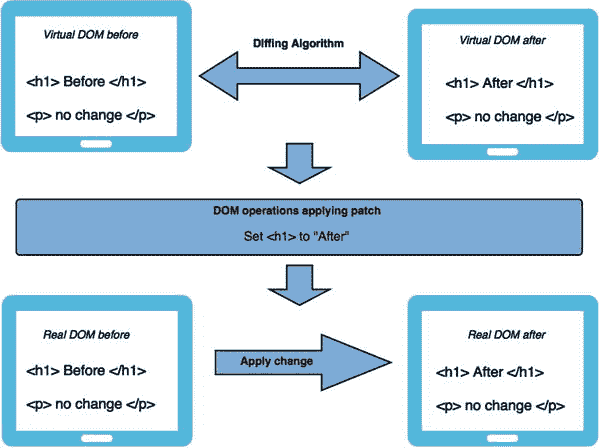 Virtual DOM before
<h1> Before </h1>
<p> no change </p>
DIffing Algorithm
Virtual DOM after
<h1> After </h1>
<p> no change </p>
DOM operations applying patch
Set <h1> to "After"
Real DOM before
<h1> Before </h1>
<p> no change </p>
Apply change
Real DOM after
<h1> After </h1>
<p> no change </p>